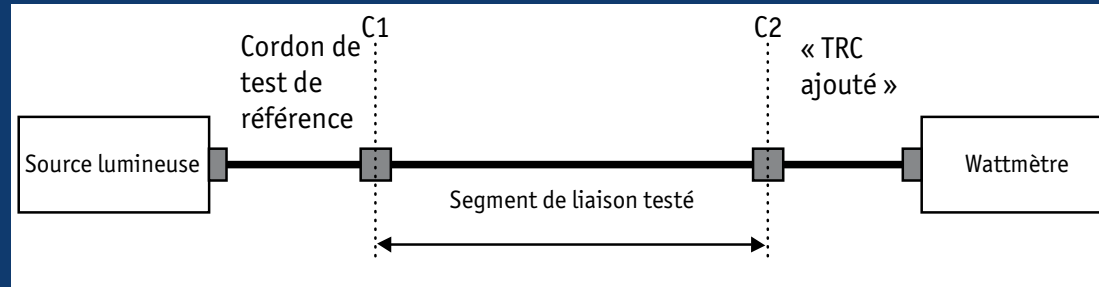 C1
C2
Cordon de
test de
référence
« TRC
ajouté »
Source lumineuse
Wattmètre
Segment de liaison testé